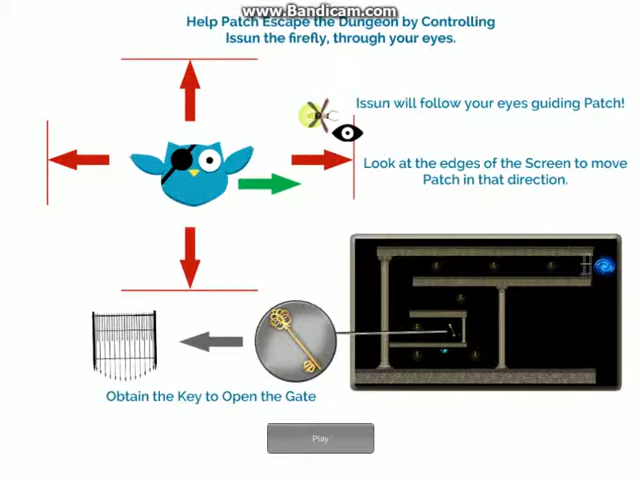 www.Bandicam.com
Help Patch Escape the Dungeon by Controlling
Issun the firefly, through your eyes.
Issun will follow your eyes guiding Patch!
Look at the edges of the Screen to move
Patch in that direction.
Obtain the Key to Open the Gate
Play